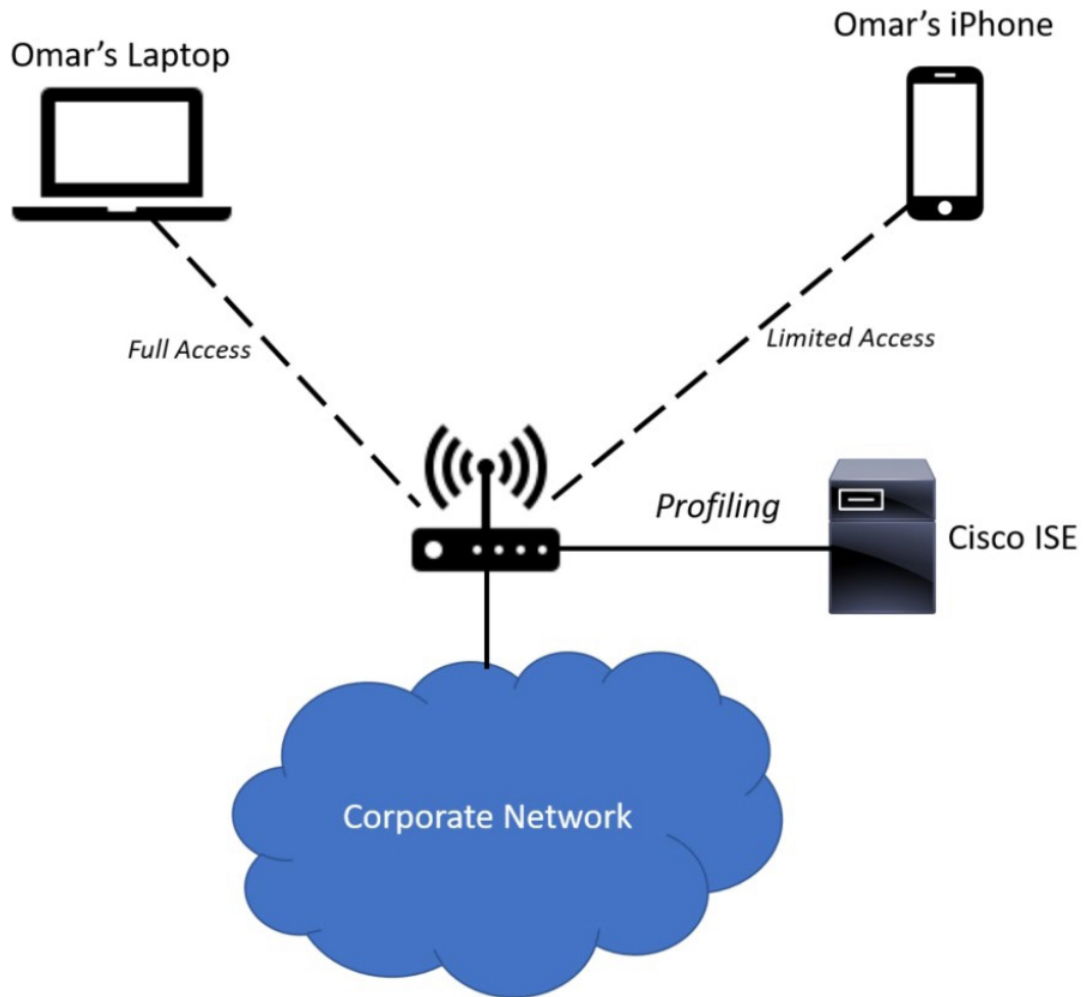 Omar’s Laptop
Omar’s iPhone
Full Access
Limited Access
Profiling
Cisco ISE
Corporate Network